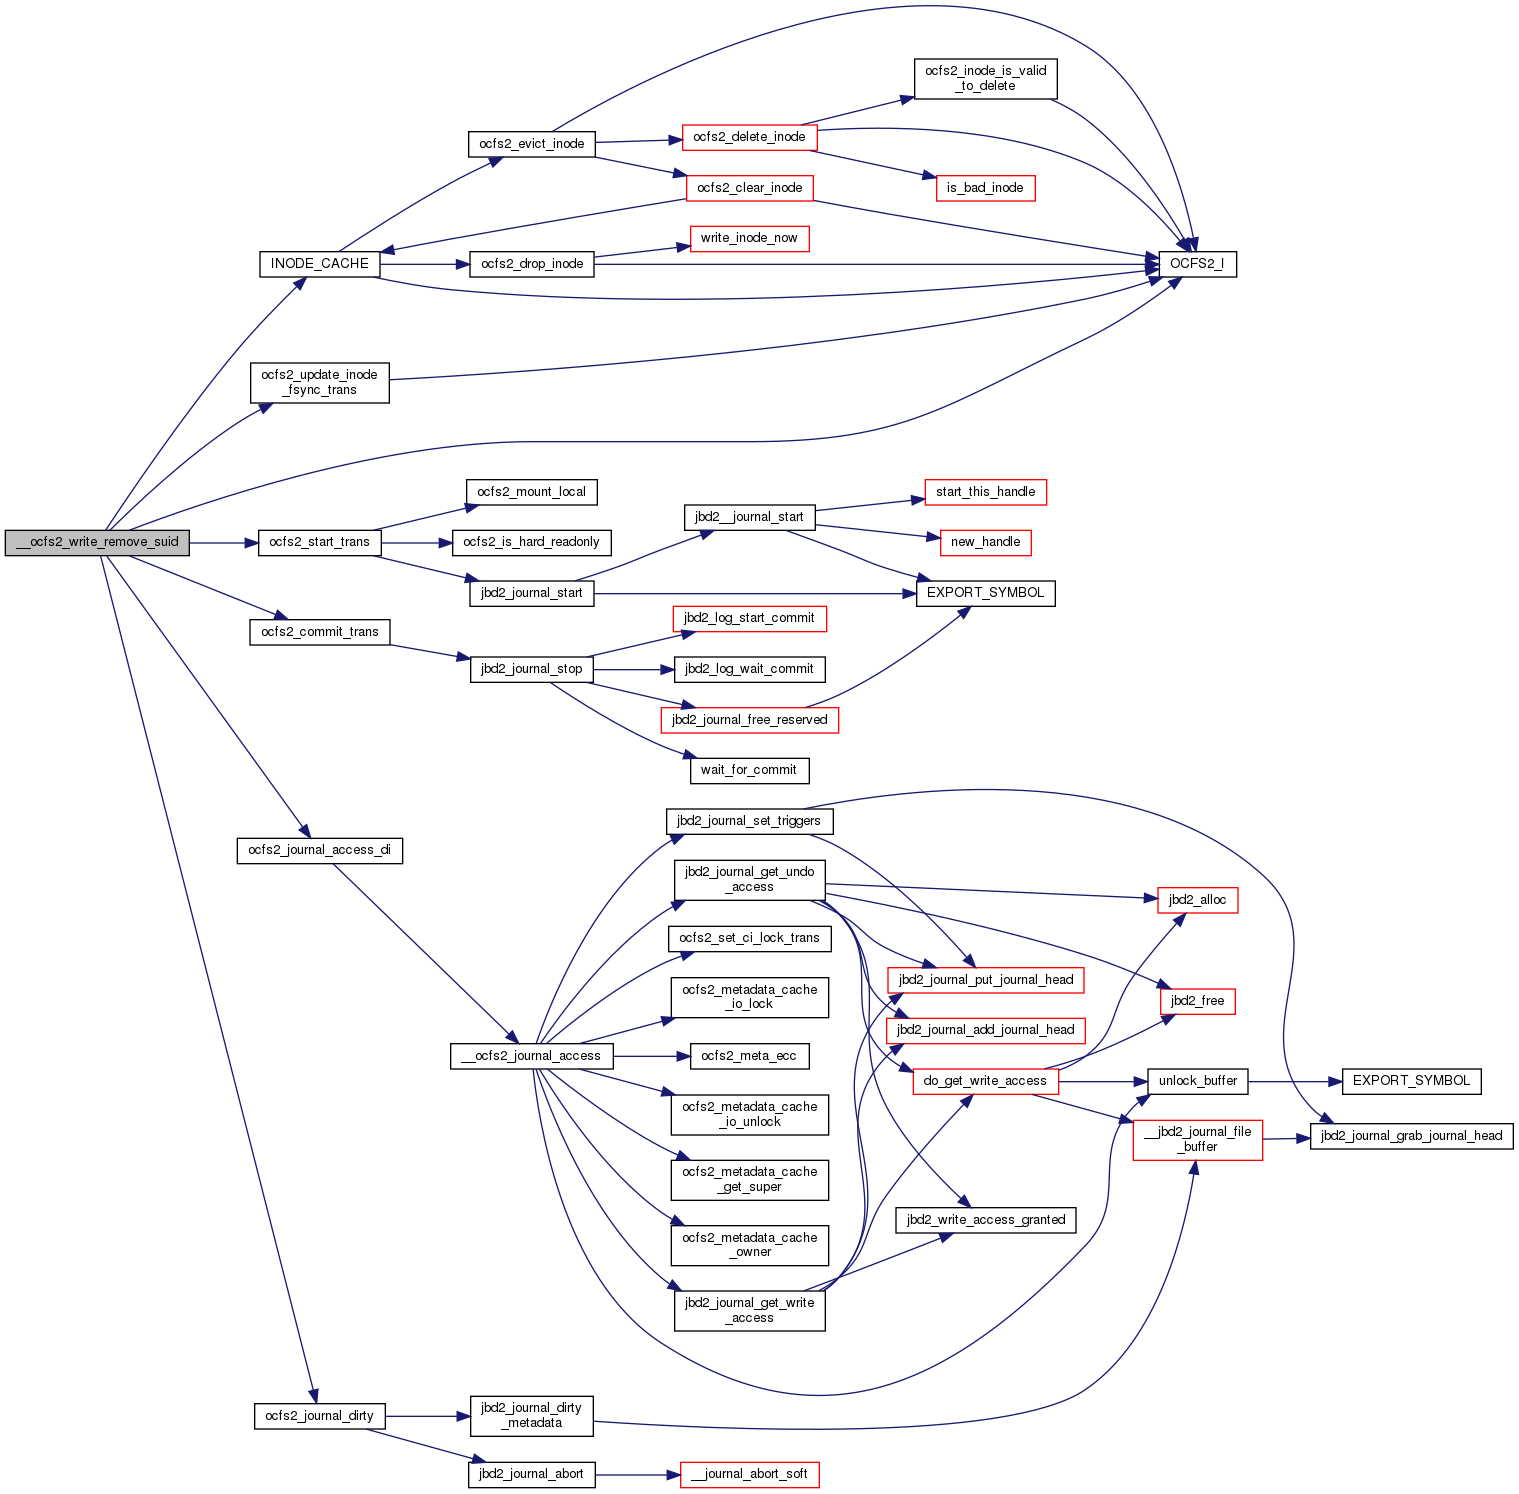 ocfs2_inode_is_valid
_to_delete
ocfs2_evict_inode
ocfs2_delete_inode
ocfs2_clear_inode
is_bad_inode
write_inode_now
INODE_CACHE
ocfs2_drop_inode
OCFS2_I
ocfs2_update_inode
_fsync_trans
ocfs2_mount_local
start_this_handle
jbd2__journal_start
__ocfs2_write_remove_suid
ocfs2_start_trans
ocfs2_is_hard_readonly
new_handle
jbd2_journal_start
EXPORT_SYMBOL
jbd2_log_start_commit
ocfs2_commit_trans
jbd2_journal_stop
jbd2_log_wait_commit
jbd2_journal_free_reserved
wait_for_commit
jbd2_journal_set_triggers
ocfs2_journal_access_di
jbd2_journal_get_undo
_access
jbd2_alloc
ocfs2_set_ci_lock_trans
jbd2_journal_put_journal_head
ocfs2_metadata_cache
_io_lock
jbd2_free
jbd2_journal_add_journal_head
__ocfs2_journal_access
ocfs2_meta_ecc
do_get_write_access
unlock_buffer
EXPORT_SYMBOL
ocfs2_metadata_cache
_io_unlock
__jbd2_journal_file
_buffer
jbd2_journal_grab_journal_head
ocfs2_metadata_cache
_get_super
jbd2_write_access_granted
ocfs2_metadata_cache
_owner
jbd2_journal_get_write
_access
ocfs2_journal_dirty
jbd2_journal_dirty
_metadata
jbd2_journal_abort
__journal_abort_soft